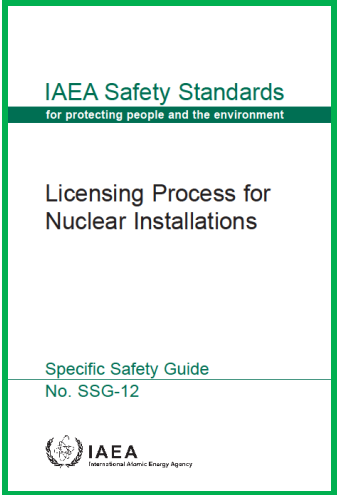 IAEA Safety Standards
for protecting people and the environment
Licensing Process for
Nuclear Installations
Specific Safety Guide
No. SSG-12
IAEA
International Atomic Energy Agency